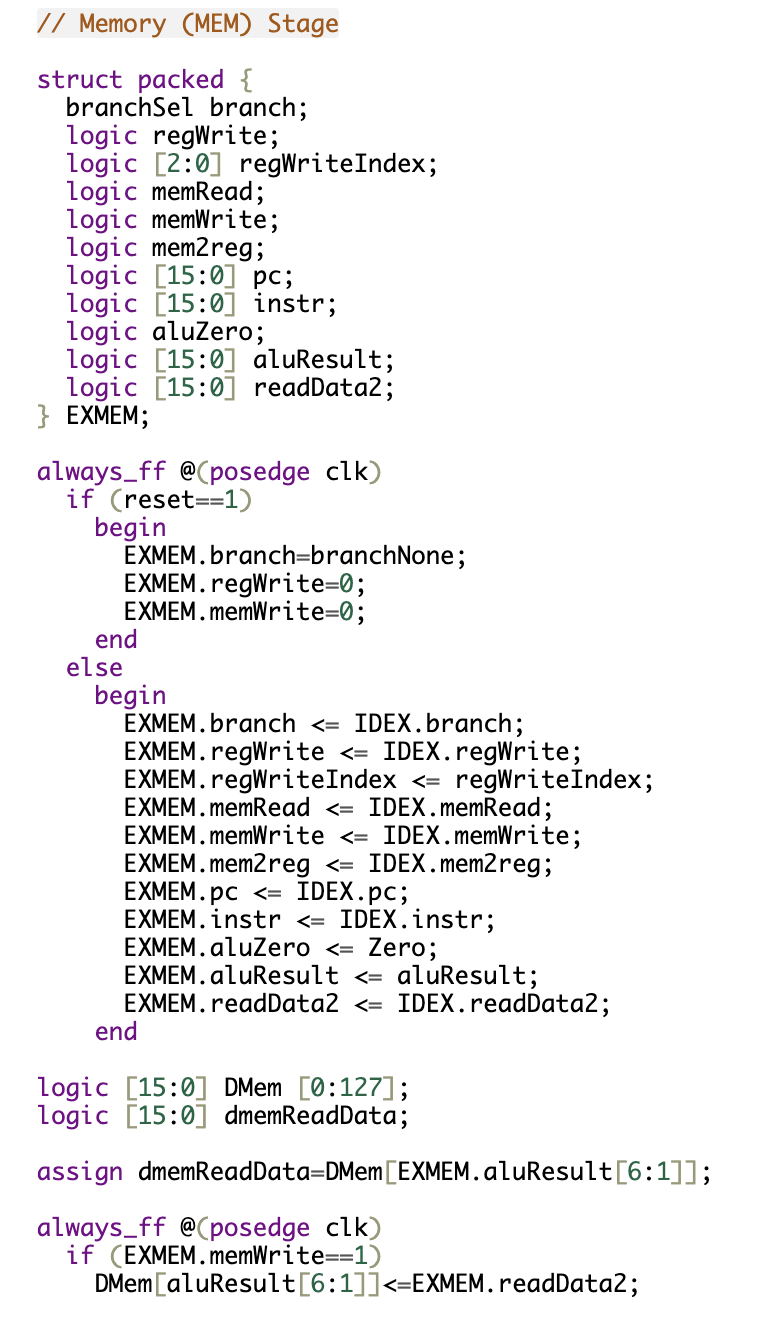 // Memory (MEM) Stage

struct packed {
  branchSel branch;
  logic regWrite;
  logic [2:0] regWriteIndex;
  logic memRead;
  logic memWrite;
  logic mem2reg;
  logic [15:0] pc;
  logic [15:0] instr;
  logic aluZero;
  logic [15:0] aluResult;
  logic [15:0] readData2;
} EXMEM;

always_ff @(posedge clk)
  if (reset==1)
    begin
      EXMEM.branch=branchNone;
      EXMEM.regWrite=0;
      EXMEM.memWrite=0;
    end
  else
    begin
      EXMEM.branch <= IDEX.branch;
      EXMEM.regWrite <= IDEX.regWrite;
      EXMEM.regWriteIndex <= regWriteIndex;
      EXMEM.memRead <= IDEX.memRead;
      EXMEM.memWrite <= IDEX.memWrite;
      EXMEM.mem2reg <= IDEX.mem2reg;
      EXMEM.pc <= IDEX.pc;
      EXMEM.instr <= IDEX.instr;
      EXMEM.aluZero <= Zero;
      EXMEM.aluResult <= aluResult;
      EXMEM.readData2 <= IDEX.readData2;
    end

logic [15:0] DMem [0:127];
logic [15:0] dmemReadData;

assign dmemReadData=DMem[EXMEM.aluResult[6:1]];

always_ff @(posedge clk)
  if (EXMEM.memWrite==1)
    DMem[aluResult[6:1]]<=EXMEM.readData2;